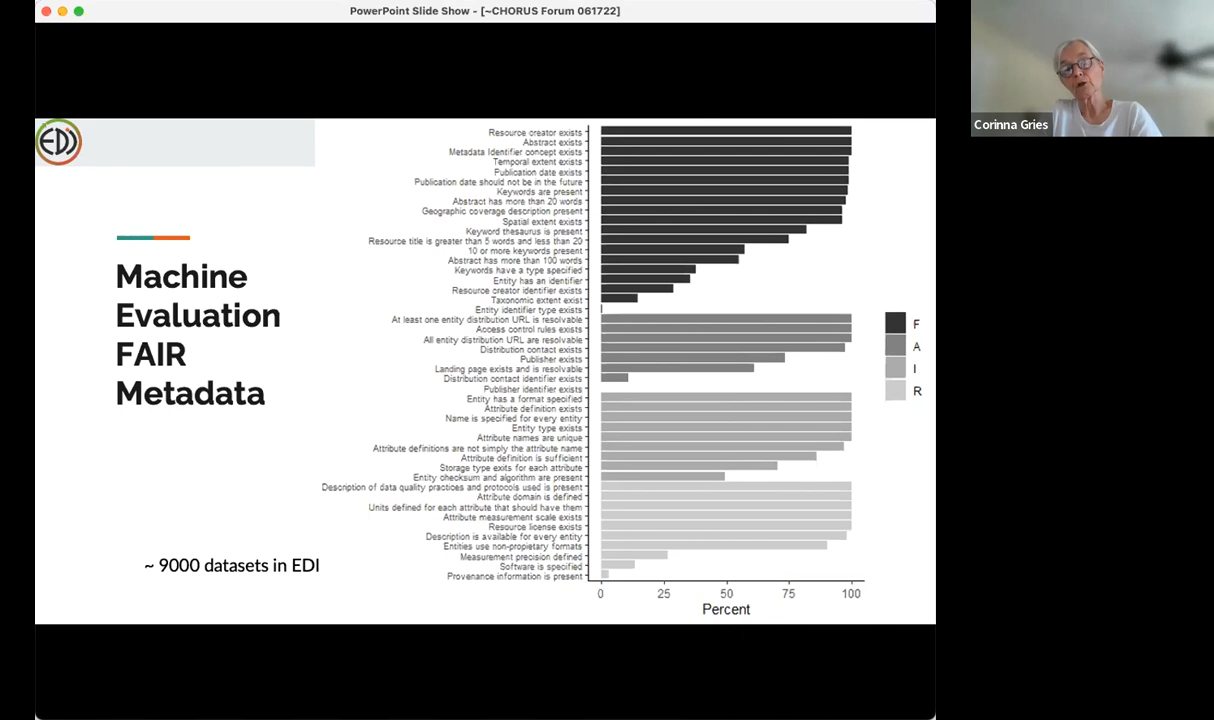 PowerPoint Slide Show - [~CHORUS Forum 061722]
Corinna Gries
EDI
Machine
Evaluation
FAIR
Metadata
~ 9000 datasets in EDI
Resource creator exists
Abstract exists
Metadata Identifier concept exists
Temporal extent exists
Publication date exists
Publication date should not be in the future
Keywords are present
Abstract has more than 20 words
Geographic coverage description present
Spatial extent exists
Keyword thesaurus is present
Resource title is greater than 5 words and less than 20
10 or more keywords present
Abstract has more than 100 words
Keywords have a type specified
Entity has an identifier
Resource creator identifier exists
Taxonomic extent exist
Entity identifier type exists
At least one entity distribution URL is resolvable
Access control rules exists
All entity distribution URL are resolvable
Distribution contact exists
Publisher exists
Landing page exists and is resolvable
Distribution contact identifier exists
Publisher identifier exists
Entity has a format specified
Attribute definition exists
Name is specified for every entity
Entity type exists
Attribute names are unique
Attribute definitions are not simply the attribute name
Attribute definition is sufficient
Storage type exits for each attribute
Entity checksum and algorithm are present
Description of data quality practices and protocols used is present
Attribute domain is defined
Units defined for each attribute that should have them
Attribute measurement scale exists
Resource license exists
Description is available for every entity
Entities use non-propietary formats
Measurement precision defined
Software is specified
Provenance information is present
0 25 50 75 100
Percent
F
A
I
R